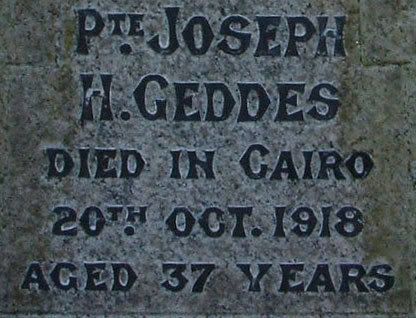 PTE. JOSEPH
H. GEDDES
DIED IN CAIRO
20TH. OCT. 1918
AGED 37 YEARS